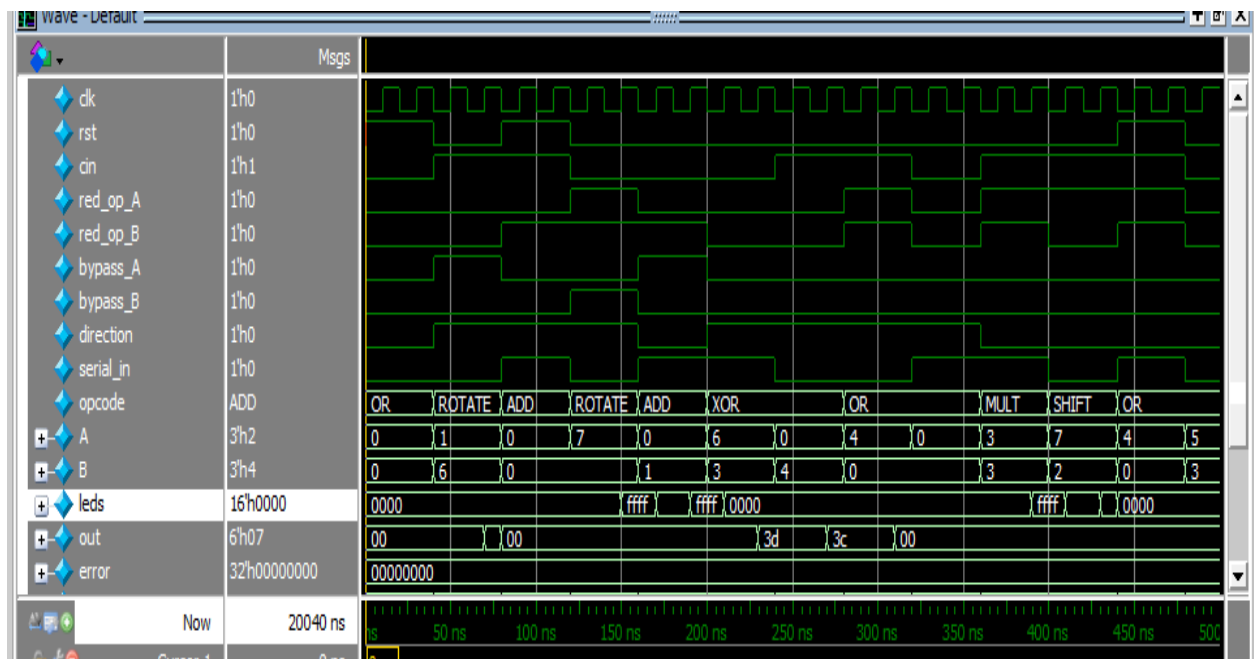 Wave - Default
Msgs
clk 1'h0
rst 1'h0
cin 1'h1
red_op_A 1'h0
red_op_B 1'h0
bypass_A 1'h0
bypass_B 1'h0
direction 1'h0
serial_in 1'h0
opcode ADD OR ROTATE ADD ROTATE ADD XOR OR MULT SHIFT OR
A 3'h2 0 1 0 7 0 6 0 4 0 3 7 4 5
B 3'h4 0 6 0 1 3 4 0 3 2 0 3
leds 16'h0000 0000 ffff ffff 0000 ffff 0000
out 6'h07 00 00 3d 3c 00
error 32'h00000000 00000000
Now 20040 ns ns 50 ns 100 ns 150 ns 200 ns 250 ns 300 ns 350 ns 400 ns 450 ns 500